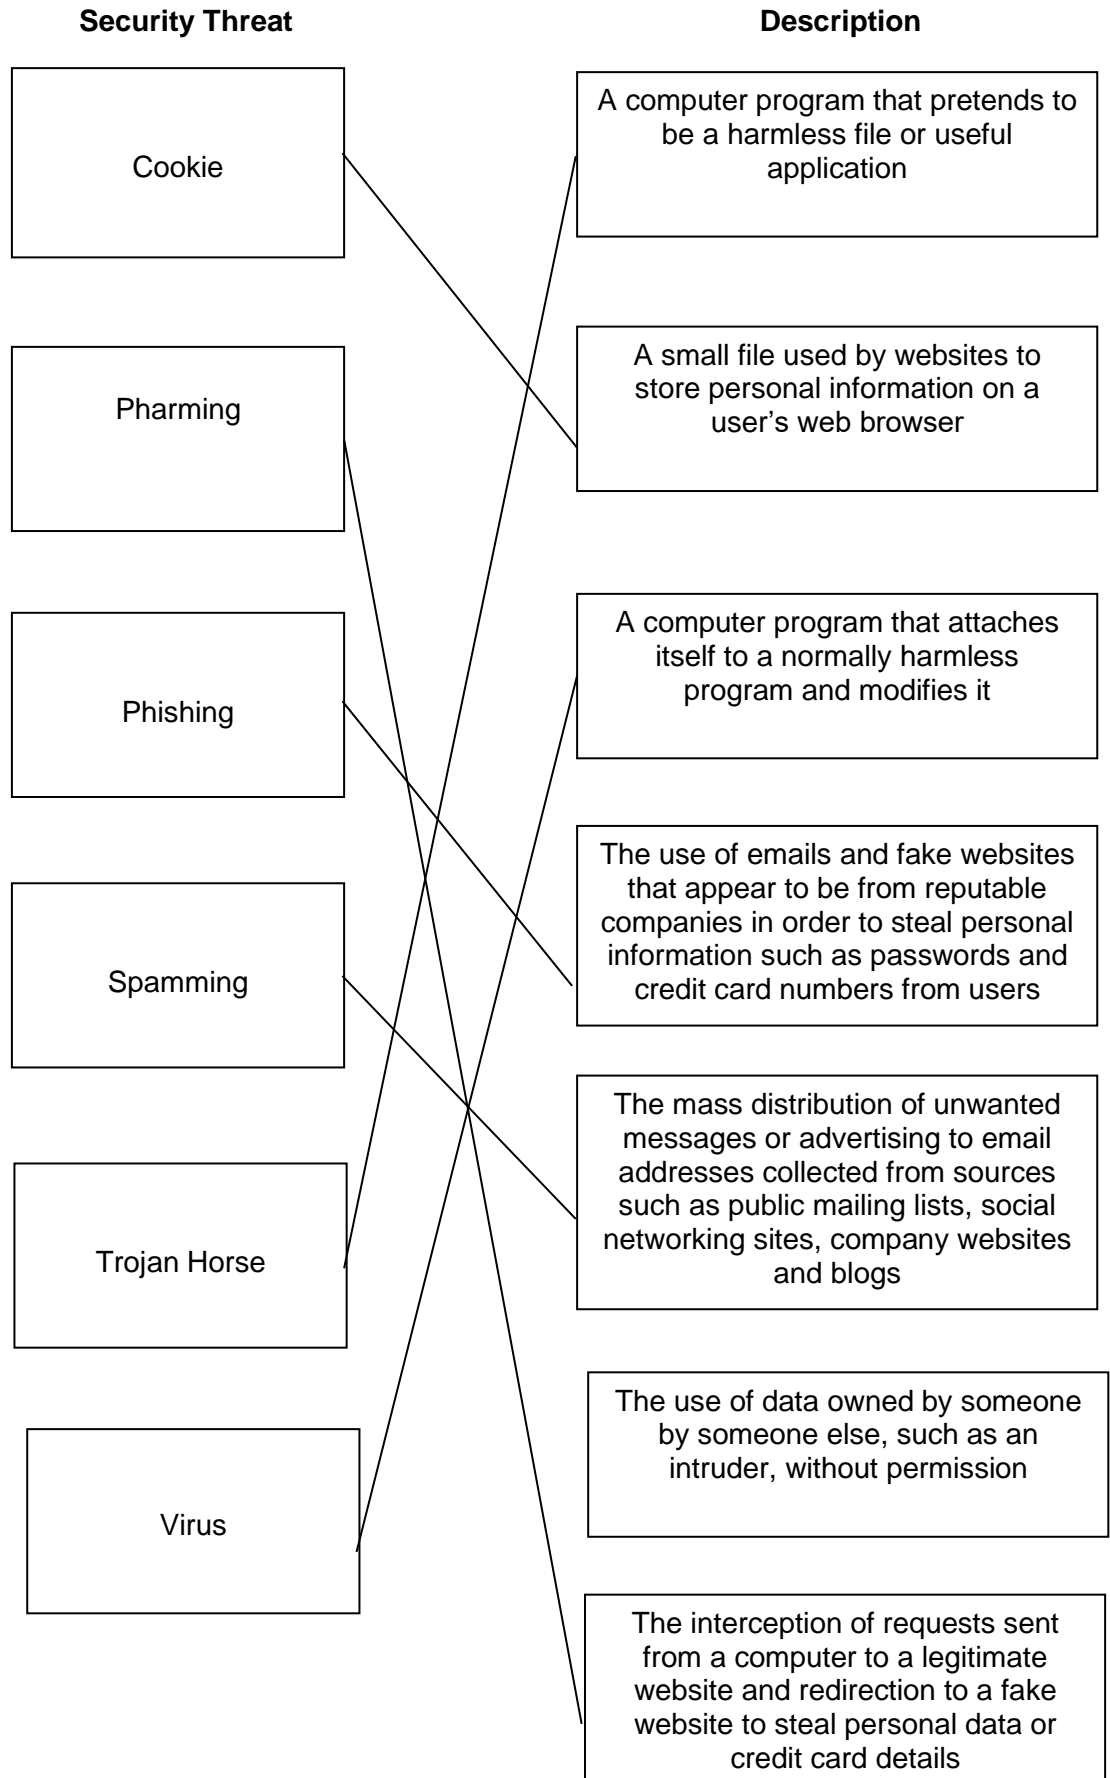 Security Threat
Description
Cookie
A computer program that pretends to
be a harmless file or useful
application
Pharming
A small file used by websites to
store personal information on a
user's web browser
Phishing
A computer program that attaches
itself to a normally harmless
program and modifies it
Spamming
The use of emails and fake websites
that appear to be from reputable
companies in order to steal personal
information such as passwords and
credit card numbers from users
Trojan Horse
The mass distribution of unwanted
messages or advertising to email
addresses collected from sources
such as public mailing lists, social
networking sites, company websites
and blogs
Virus
The use of data owned by someone
by someone else, such as an
intruder, without permission
The interception of requests sent
from a computer to a legitimate
website and redirection to a fake
website to steal personal data or
credit card details